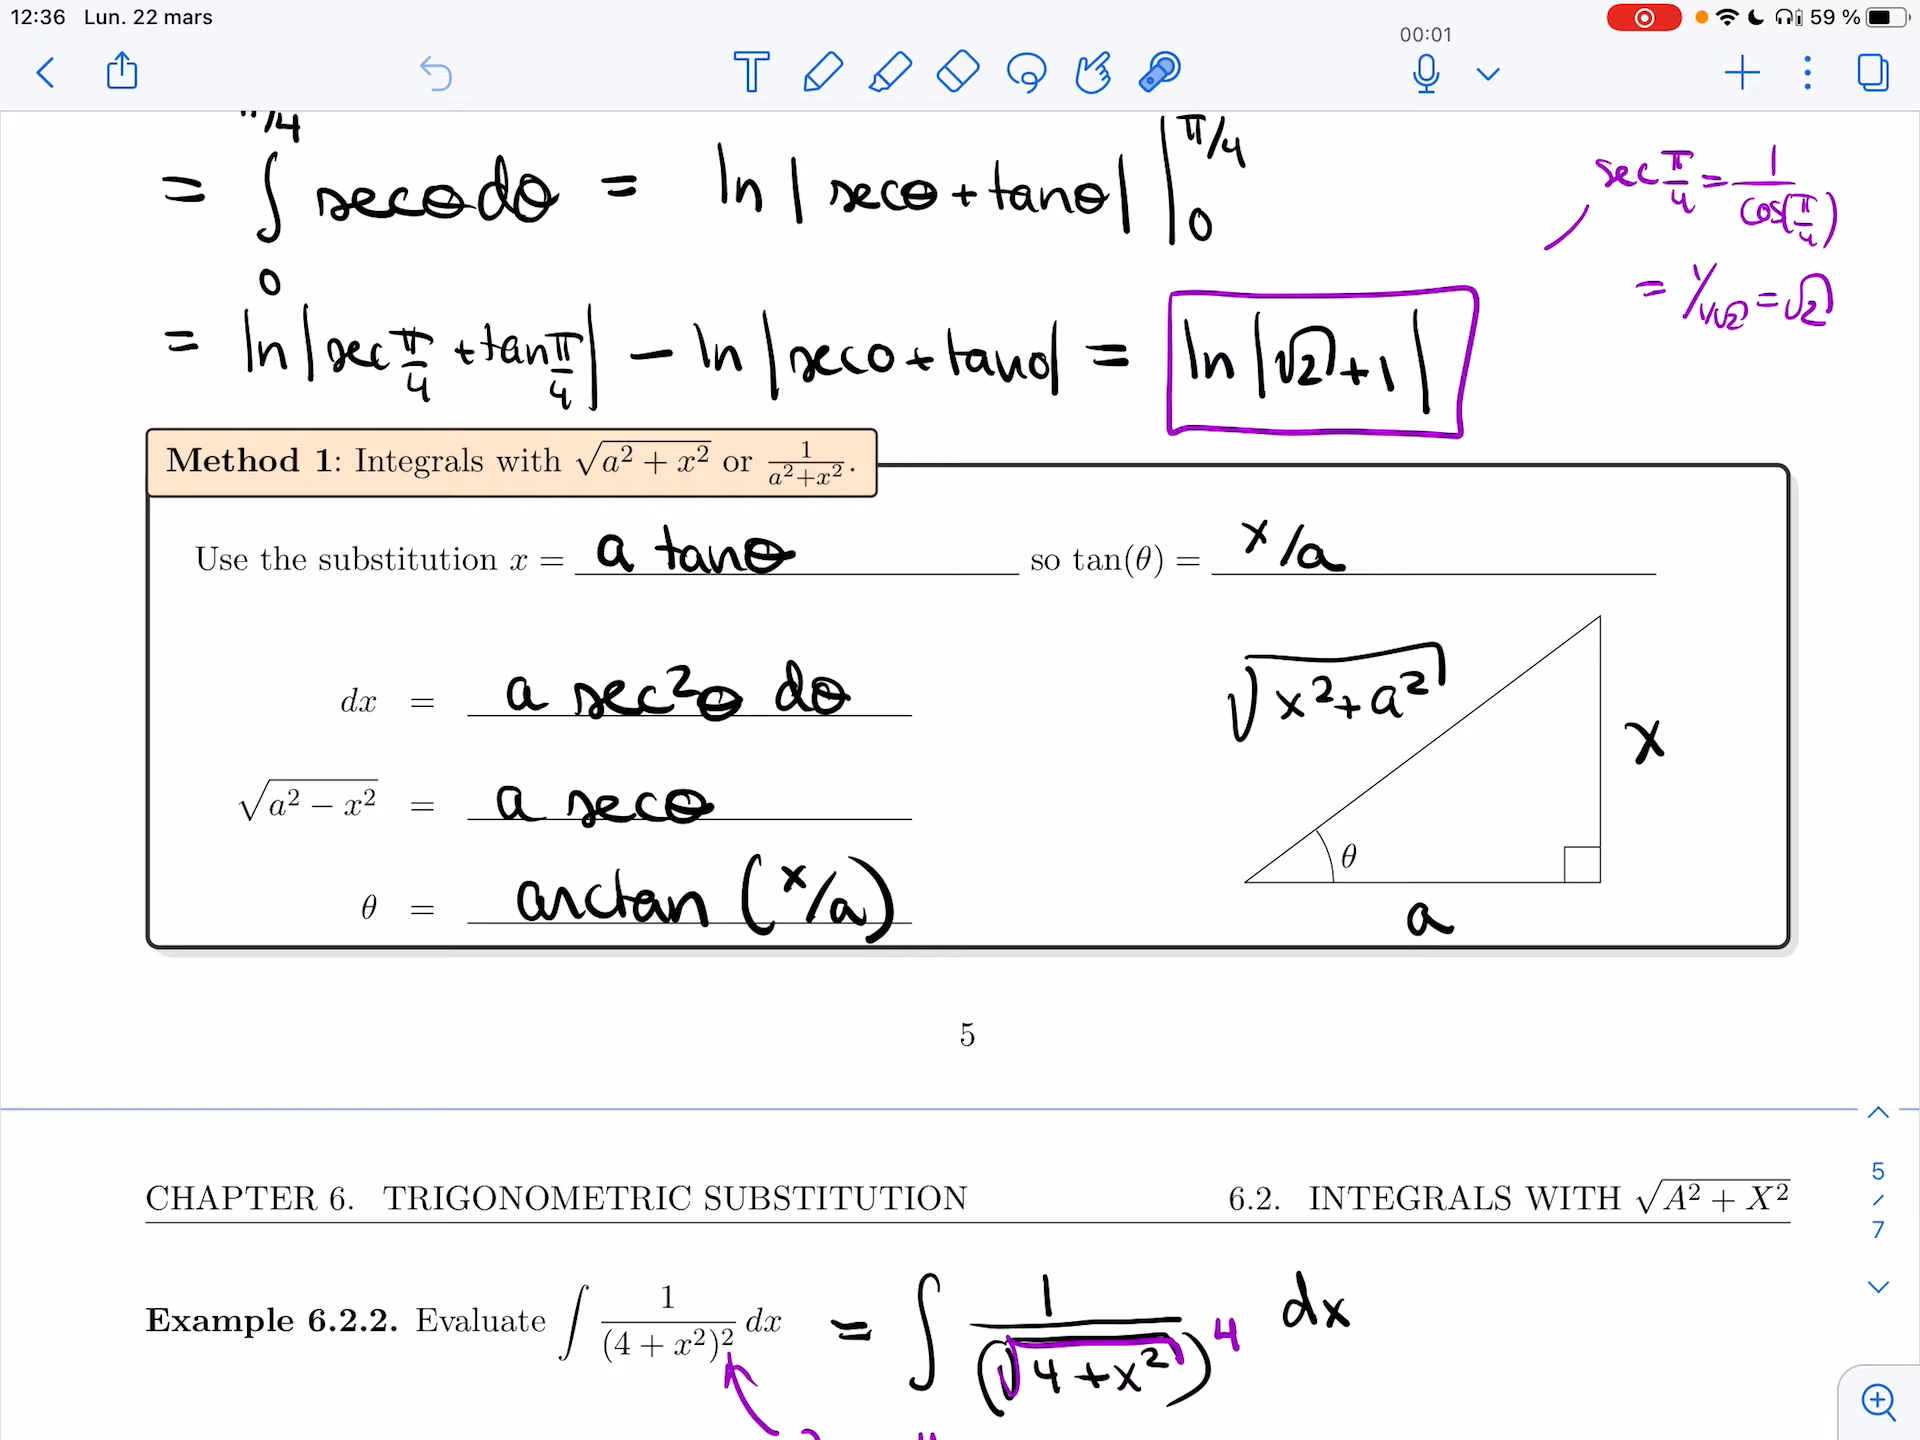 12:36 Lun. 22 mars 59 %
00:01
π/4
= ∫ secθdθ = ln|secθ+tanθ| |₀^π/4
0
sec π/4 = 1/cos(π/4)
= 1/1/√2 = √2
= ln|sec π/4 + tan π/4| − ln|sec0+tan0| = ln|√2+1|
Method 1: Integrals with √(a² + x²) or 1/(a²+x²).
Use the substitution x = a tanθ so tan(θ) = x/a
dx = a sec²θ dθ
√(x²+a²)
x
√(a² − x²) = a secθ
θ
θ = arctan (x/a)
a
5
CHAPTER 6. TRIGONOMETRIC SUBSTITUTION 6.2. INTEGRALS WITH √(A² + X²)
5 / 7
Example 6.2.2. Evaluate ∫ 1/(4 + x²)² dx = ∫ 1/(√(4+x²))⁴ dx